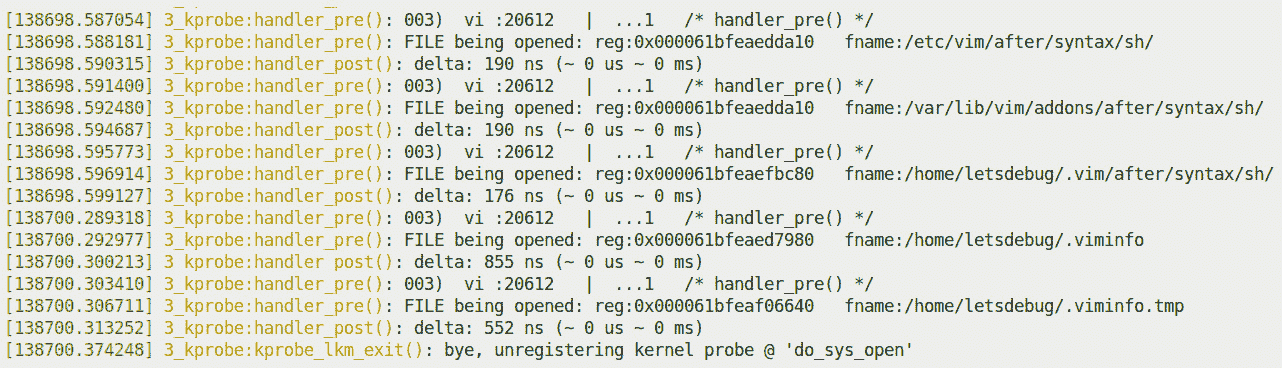 [138698.587054] 3_kprobe:handler_pre(): 003)  vi :20612   |  ...1   /* handler_pre() */
[138698.588181] 3_kprobe:handler_pre(): FILE being opened: reg:0x000061bfeaedda10   fname:/etc/vim/after/syntax/sh/
[138698.590315] 3_kprobe:handler_post(): delta: 190 ns (~ 0 us ~ 0 ms)
[138698.591400] 3_kprobe:handler_pre(): 003)  vi :20612   |  ...1   /* handler_pre() */
[138698.592480] 3_kprobe:handler_pre(): FILE being opened: reg:0x000061bfeaedda10   fname:/var/lib/vim/addons/after/syntax/sh/
[138698.594687] 3_kprobe:handler_post(): delta: 190 ns (~ 0 us ~ 0 ms)
[138698.595773] 3_kprobe:handler_pre(): 003)  vi :20612   |  ...1   /* handler_pre() */
[138698.596914] 3_kprobe:handler_pre(): FILE being opened: reg:0x000061bfeaefbc80   fname:/home/letsdebug/.vim/after/syntax/sh/
[138698.599127] 3_kprobe:handler_post(): delta: 176 ns (~ 0 us ~ 0 ms)
[138700.289318] 3_kprobe:handler_pre(): 003)  vi :20612   |  ...1   /* handler_pre() */
[138700.292977] 3_kprobe:handler_pre(): FILE being opened: reg:0x000061bfeaed7980   fname:/home/letsdebug/.viminfo
[138700.300213] 3_kprobe:handler_post(): delta: 855 ns (~ 0 us ~ 0 ms)
[138700.303410] 3_kprobe:handler_pre(): 003)  vi :20612   |  ...1   /* handler_pre() */
[138700.306711] 3_kprobe:handler_pre(): FILE being opened: reg:0x000061bfeaf06640   fname:/home/letsdebug/.viminfo.tmp
[138700.313252] 3_kprobe:handler_post(): delta: 552 ns (~ 0 us ~ 0 ms)
[138700.374248] 3_kprobe:kprobe_lkm_exit(): bye, unregistering kernel probe @ 'do_sys_open'